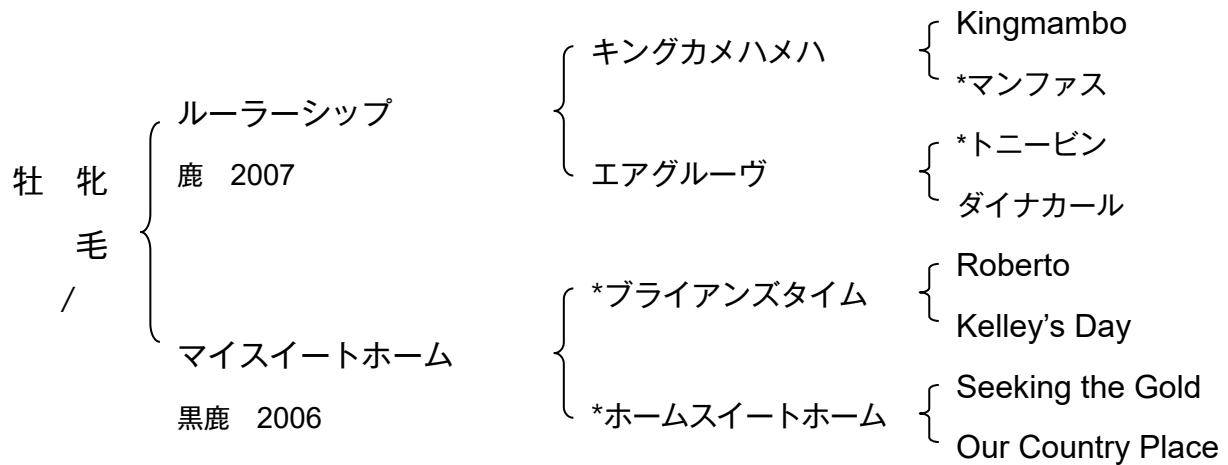 牡　牝
毛
/
ルーラーシップ
鹿　2007
マイスイートホーム
黒鹿　2006
キングカメハメハ
エアグルーヴ
*ブライアンズタイム
*ホームスイートホーム
Kingmambo
*マンファス
*トニービン
ダイナカール
Roberto
Kelley’s Day
Seeking the Gold
Our Country Place